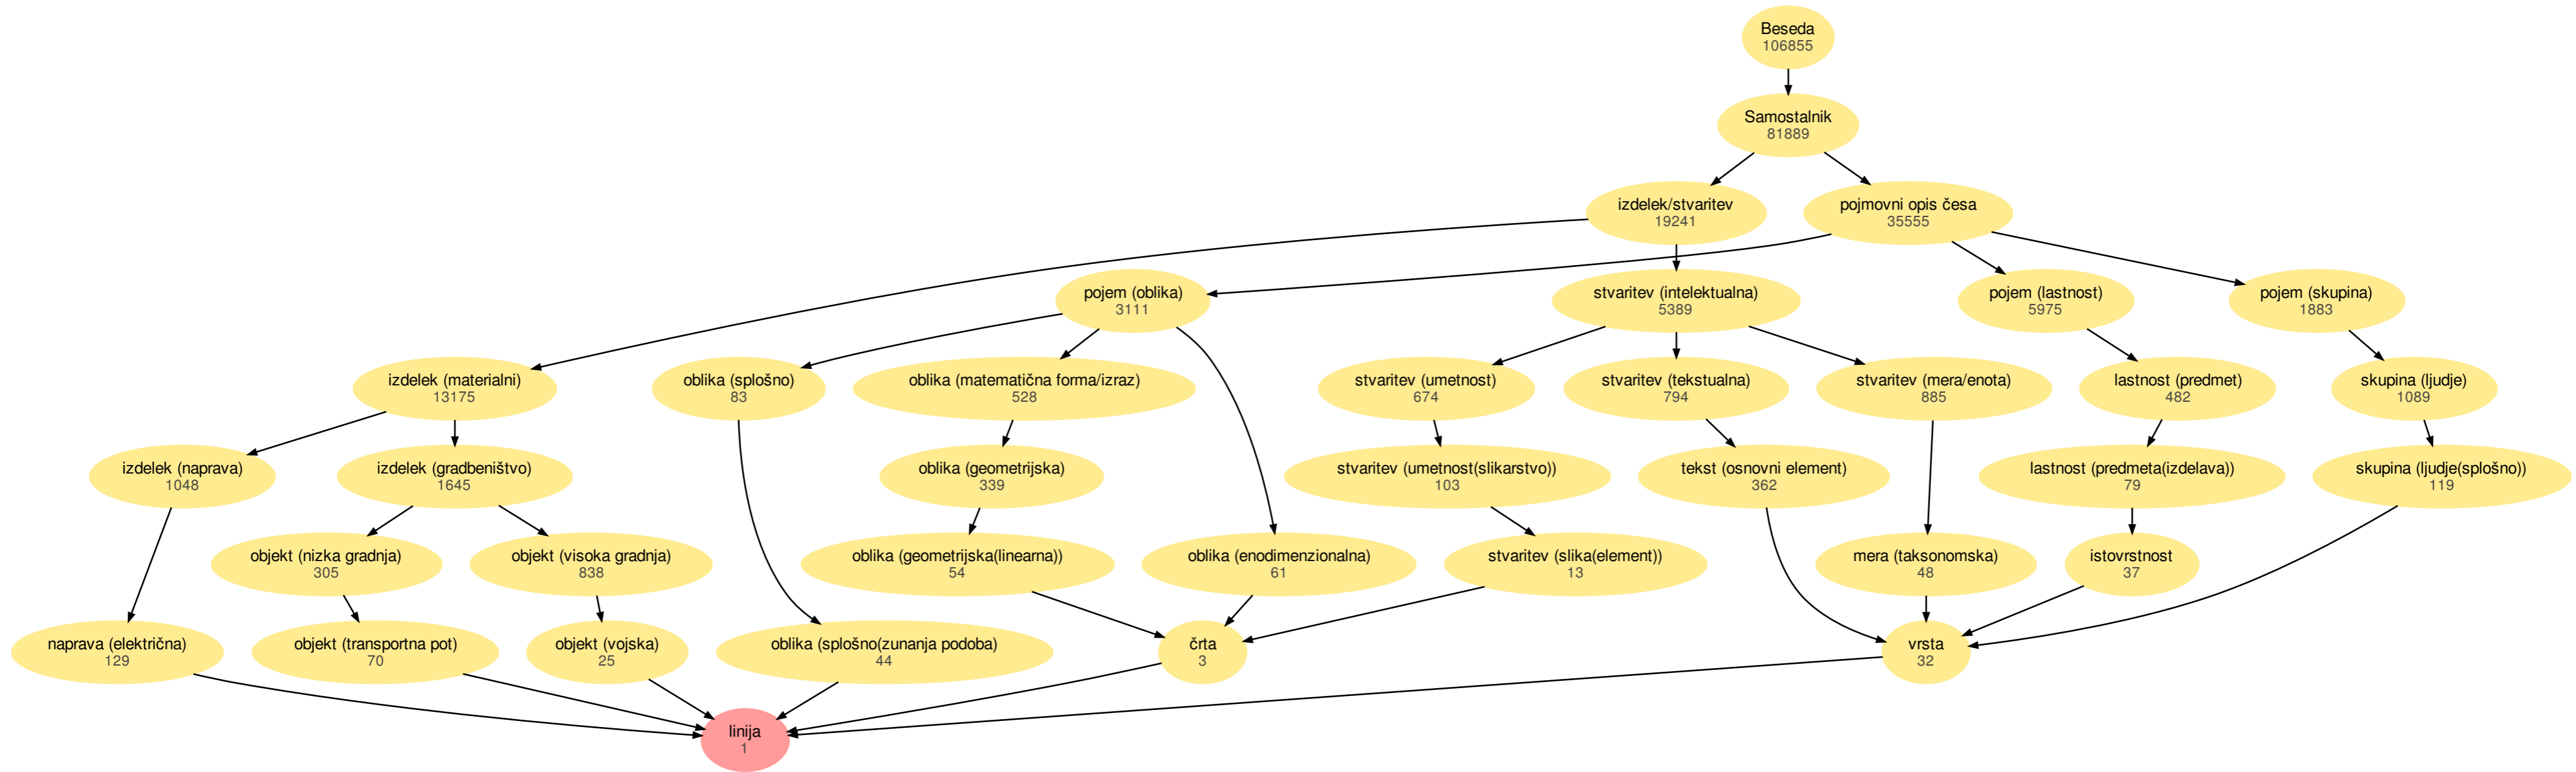 Beseda
106855
Samostalnik
81889
izdelek/stvaritev
19241
pojmovni opis česa
35555
pojem (oblika)
3111
stvaritev (intelektualna)
5389
pojem (lastnost)
5975
pojem (skupina)
1883
izdelek (materialni)
13175
oblika (splošno)
83
oblika (matematična forma/izraz)
528
stvaritev (umetnost)
674
stvaritev (tekstualna)
794
stvaritev (mera/enota)
885
lastnost (predmet)
482
skupina (ljudje)
1089
izdelek (naprava)
1048
izdelek (gradbeništvo)
1645
oblika (geometrijska)
339
stvaritev (umetnost(slikarstvo))
103
tekst (osnovni element)
362
lastnost (predmeta(izdelava))
79
skupina (ljudje(splošno))
119
objekt (nizka gradnja)
305
objekt (visoka gradnja)
838
oblika (geometrijska(linearna))
54
oblika (enodimenzionalna)
61
stvaritev (slika(element))
13
mera (taksonomska)
48
istovrstnost
37
naprava (električna)
129
objekt (transportna pot)
70
objekt (vojska)
25
oblika (splošno(zunanja podoba)
44
črta
3
vrsta
32
linija
1